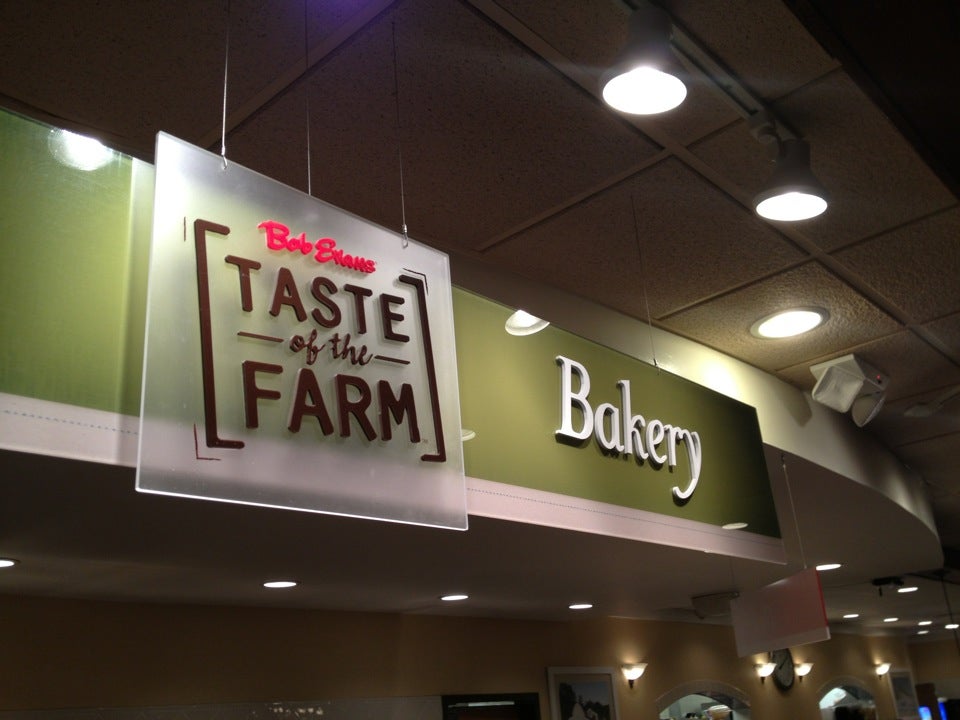 Bob Evans
TASTE
of the
FARM
Bakery